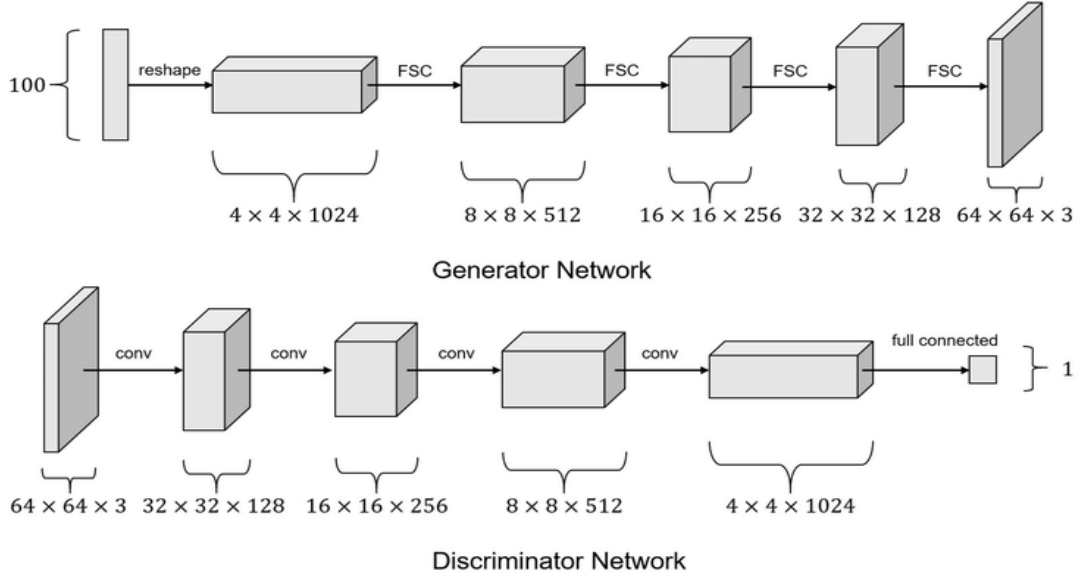 100
reshape
FSC
FSC
FSC
FSC
4 × 4 × 1024
8 × 8 × 512
16 × 16 × 256
32 × 32 × 128
64 × 64 × 3
Generator Network
conv
conv
conv
conv
full connected
1
64 × 64 × 3
32 × 32 × 128
16 × 16 × 256
8 × 8 × 512
4 × 4 × 1024
Discriminator Network